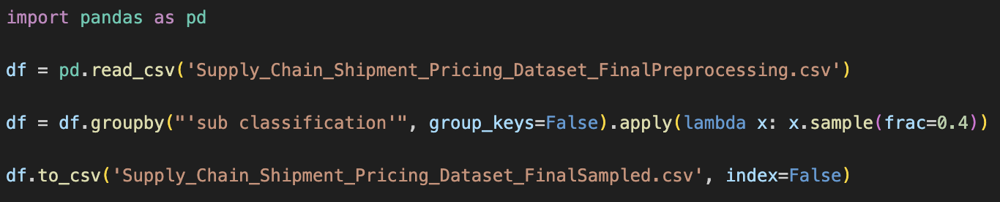 import pandas as pd
df = pd.read_csv('Supply_Chain_Shipment_Pricing_Dataset_FinalPreprocessing.csv')
df = df.groupby("'sub classification'", group_keys=False).apply(lambda x: x.sample(frac=0.4))
df.to_csv('Supply_Chain_Shipment_Pricing_Dataset_FinalSampled.csv', index=False)